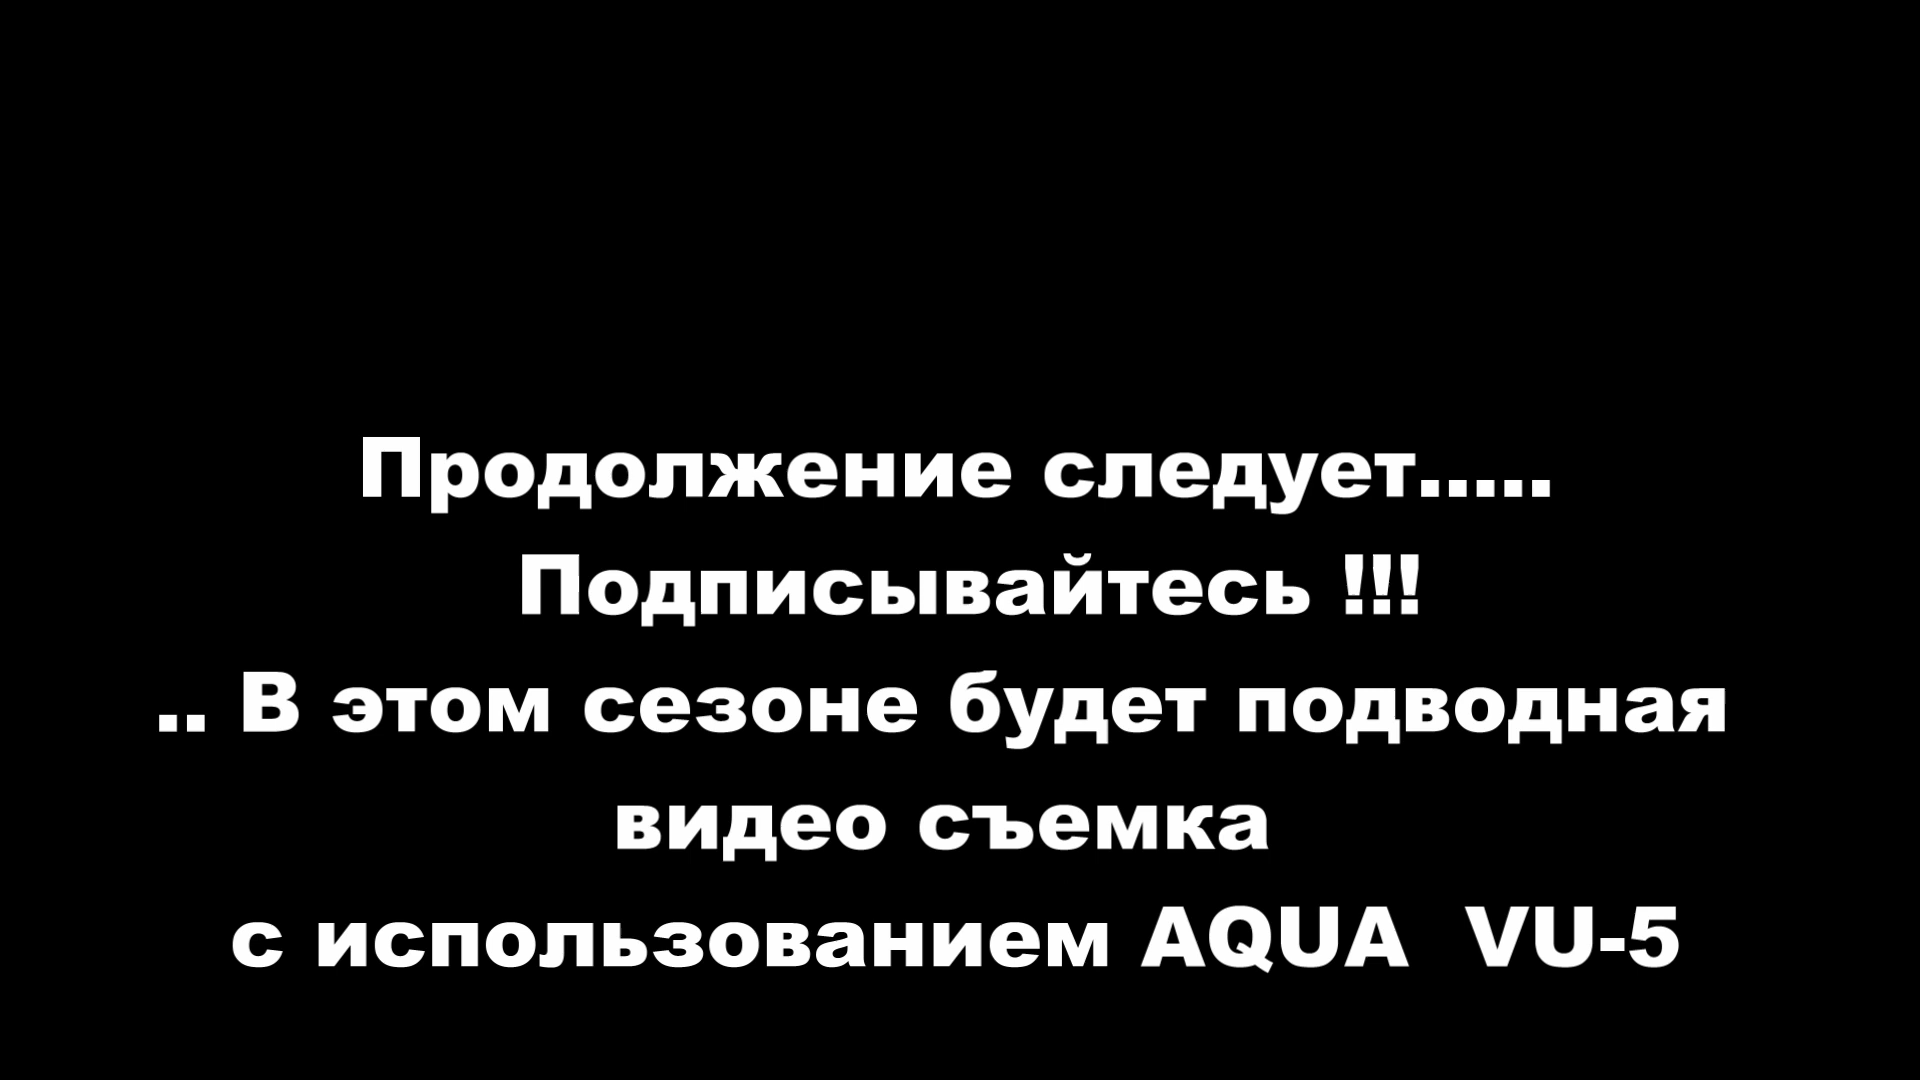 Продолжение следует.....
Подписывайтесь !!!
.. В этом сезоне будет подводная
видео съемка
с использованием AQUA  VU-5